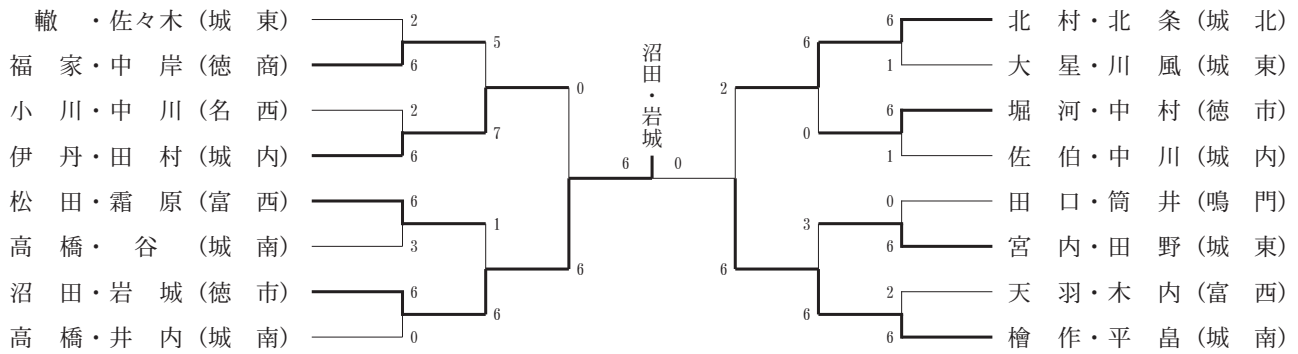 轍　・佐々木（城　東）
福　家・中　岸（徳　商）
小　川・中　川（名　西）
伊　丹・田　村（城　内）
松　田・霜　原（富　西）
高　橋・　谷　（城　南）
沼　田・岩　城（徳　市）
高　橋・井　内（城　南）
2
6
2
6
6
3
6
0
5
7
1
6
0
6
沼田・岩城
6　0
2
6
6
0
3
6
6
1
6
1
0
6
2
6
北　村・北　条（城　北）
大　星・川　風（城　東）
堀　河・中　村（徳　市）
佐　伯・中　川（城　内）
田　口・筒　井（鳴　門）
宮　内・田　野（城　東）
天　羽・木　内（富　西）
檜　作・平　畠（城　南）